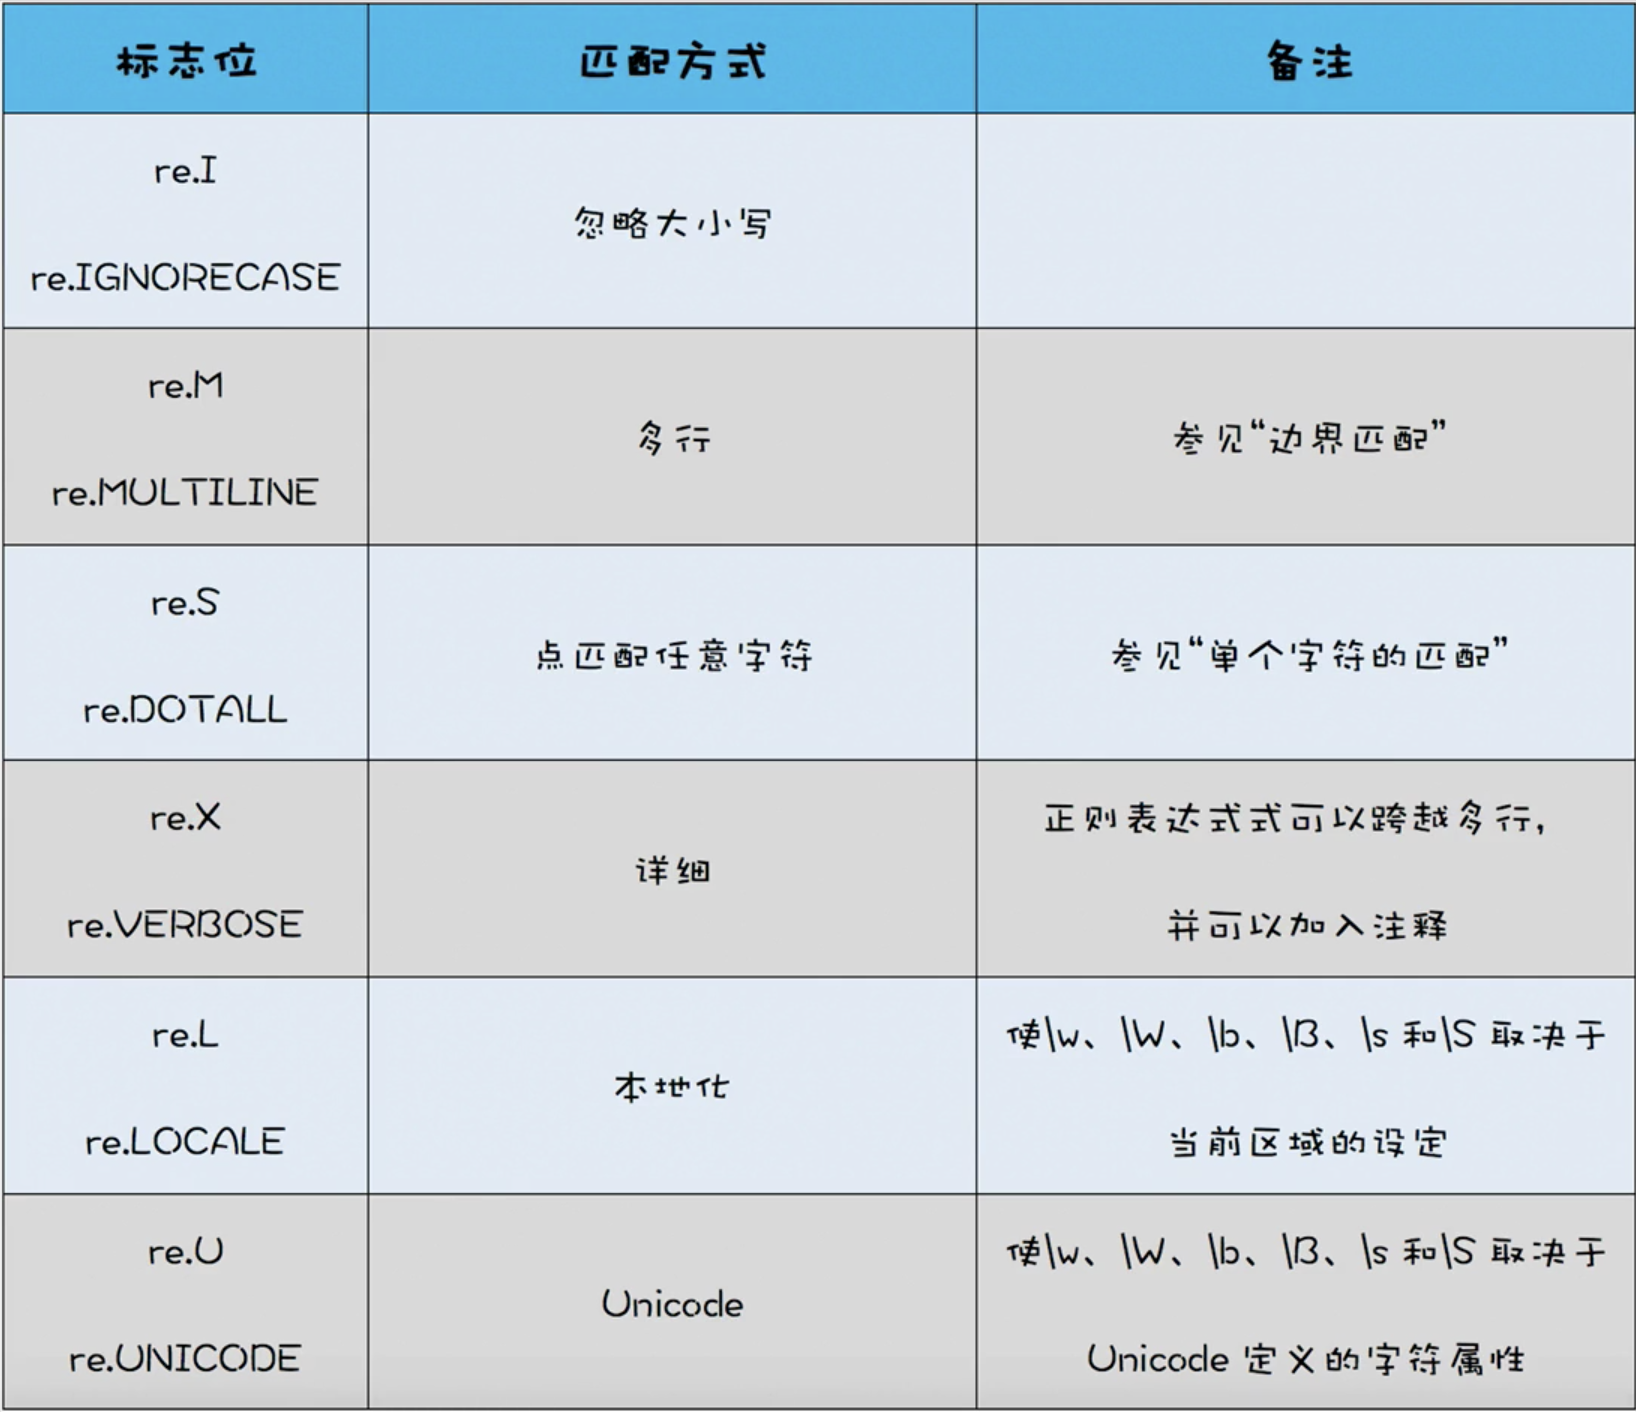 标志位 匹配方式 备注
re.I
re.IGNORECASE
忽略大小写
re.M
re.MULTILINE
多行
参见“边界匹配”
re.S
re.DOTALL
点匹配任意字符
参见“单个字符的匹配”
re.X
re.VERBOSE
详细
正则表达式式可以跨越多行，
并可以加入注释
re.L
re.LOCALE
本地化
使\w、\W、\b、\B、\s 和\S 取决于
当前区域的设定
re.U
re.UNICODE
Unicode
使\w、\W、\b、\B、\s 和\S 取决于
Unicode 定义的字符属性